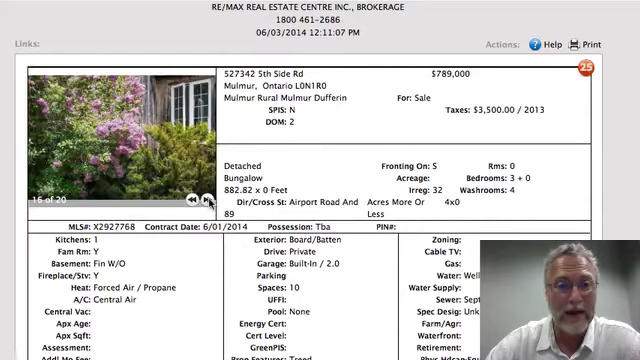 RE/MAX REAL ESTATE CENTRE INC., BROKERAGE
1800 461-2686
06/03/2014 12:11:07 PM
Links:
Actions: Help Print
25
527342 5th Side Rd $789,000
Mulmur, Ontario L0N1R0
Mulmur Rural Mulmur Dufferin For: Sale
SPIS: N Taxes: $3,500.00 / 2013
DOM: 2
Detached Fronting On: S Rms: 0
Bungalow Acreage: Bedrooms: 3 + 0
882.82 x 0 Feet Irreg: 32 Washrooms: 4
16 of 20
Dir/Cross St: Airport Road And Acres More Or 4x0
89 Less
MLS#: X2927768 Contract Date: 6/01/2014 Possession: Tba PIN#:
Kitchens: 1 Exterior: Board/Batten Zoning:
Fam Rm: Y Drive: Private Cable TV:
Basement: Fin W/O Garage: Built-In / 2.0 Gas:
Fireplace/Stv: Y Parking Water: Well
Heat: Forced Air / Propane Spaces: 10 Water Supply:
A/C: Central Air UFFI: Sewer: Sept
Central Vac: Pool: None Spec Desig: Unk
Apx Age: Energy Cert: Farm/Agr:
Apx Sqft: Cert Level: Waterfront:
Assessment: GreenPIS: Retirement:
Addl Mo Fee: Prop Features: Treed